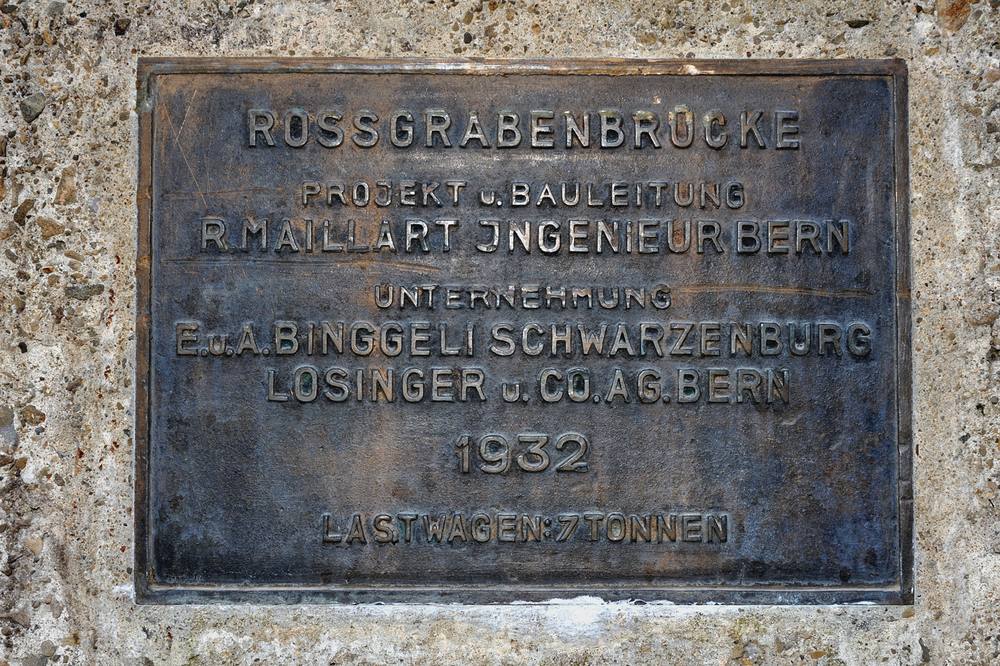 ROSSGRABENBRÜCKE
PROJEKT u. BAULEITUNG
R. MAILLART JNGENIEUR BERN
UNTERNEHMUNG
E. u. A. BINGGELI SCHWARZENBURG
LOSINGER u. CO. AG. BERN
1932
LASTWAGEN: 7 TONNEN